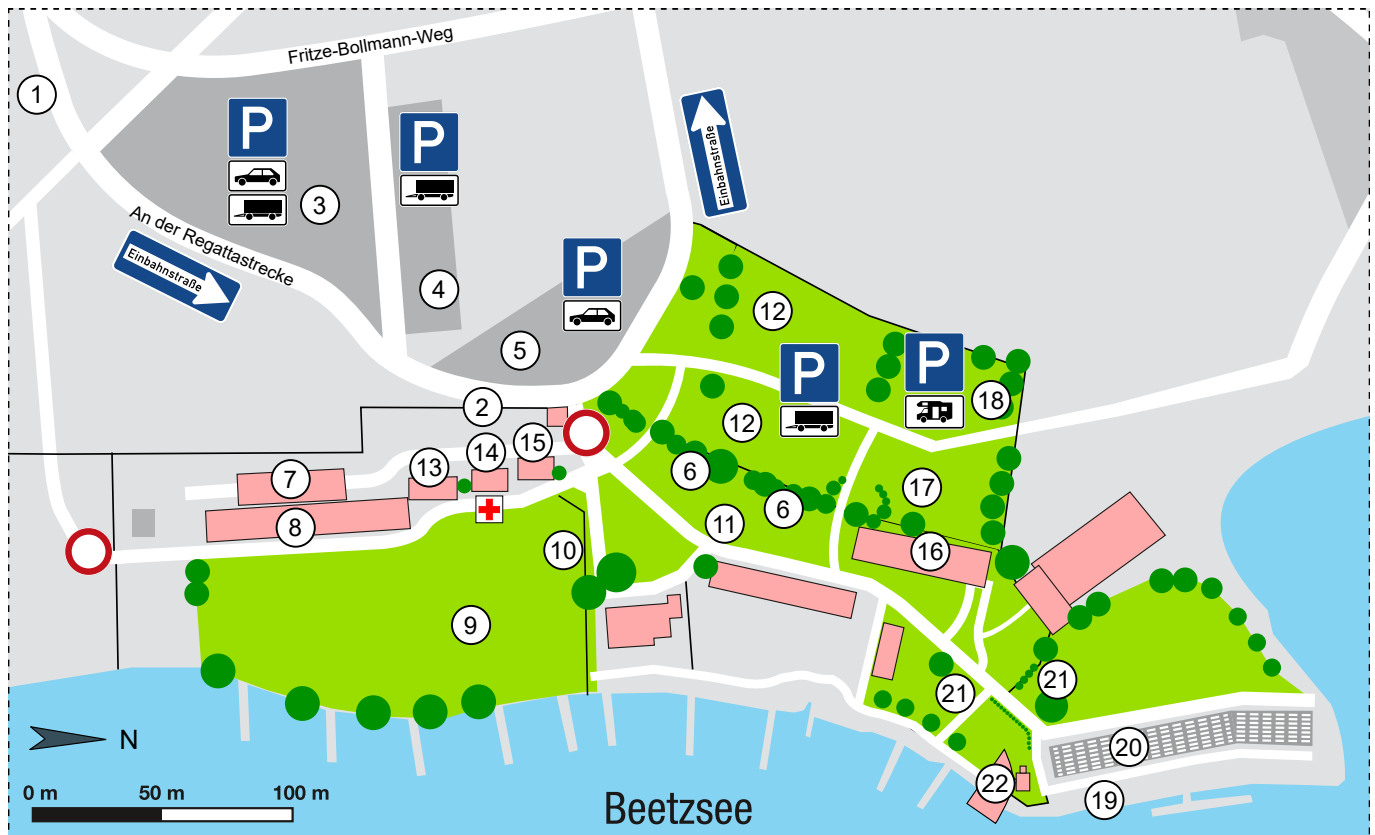 Fritze-Bollmann-Weg
1
P
P
3
Einbahnstraße
An der Regattastrecke
Einbahnstraße
P
4
12
5
P
P
18
2
12
15
14
13
6
7
17
6
11
8
10
16
9
21
21
N
20
22
19
0 m 50 m 100 m
Beetzsee